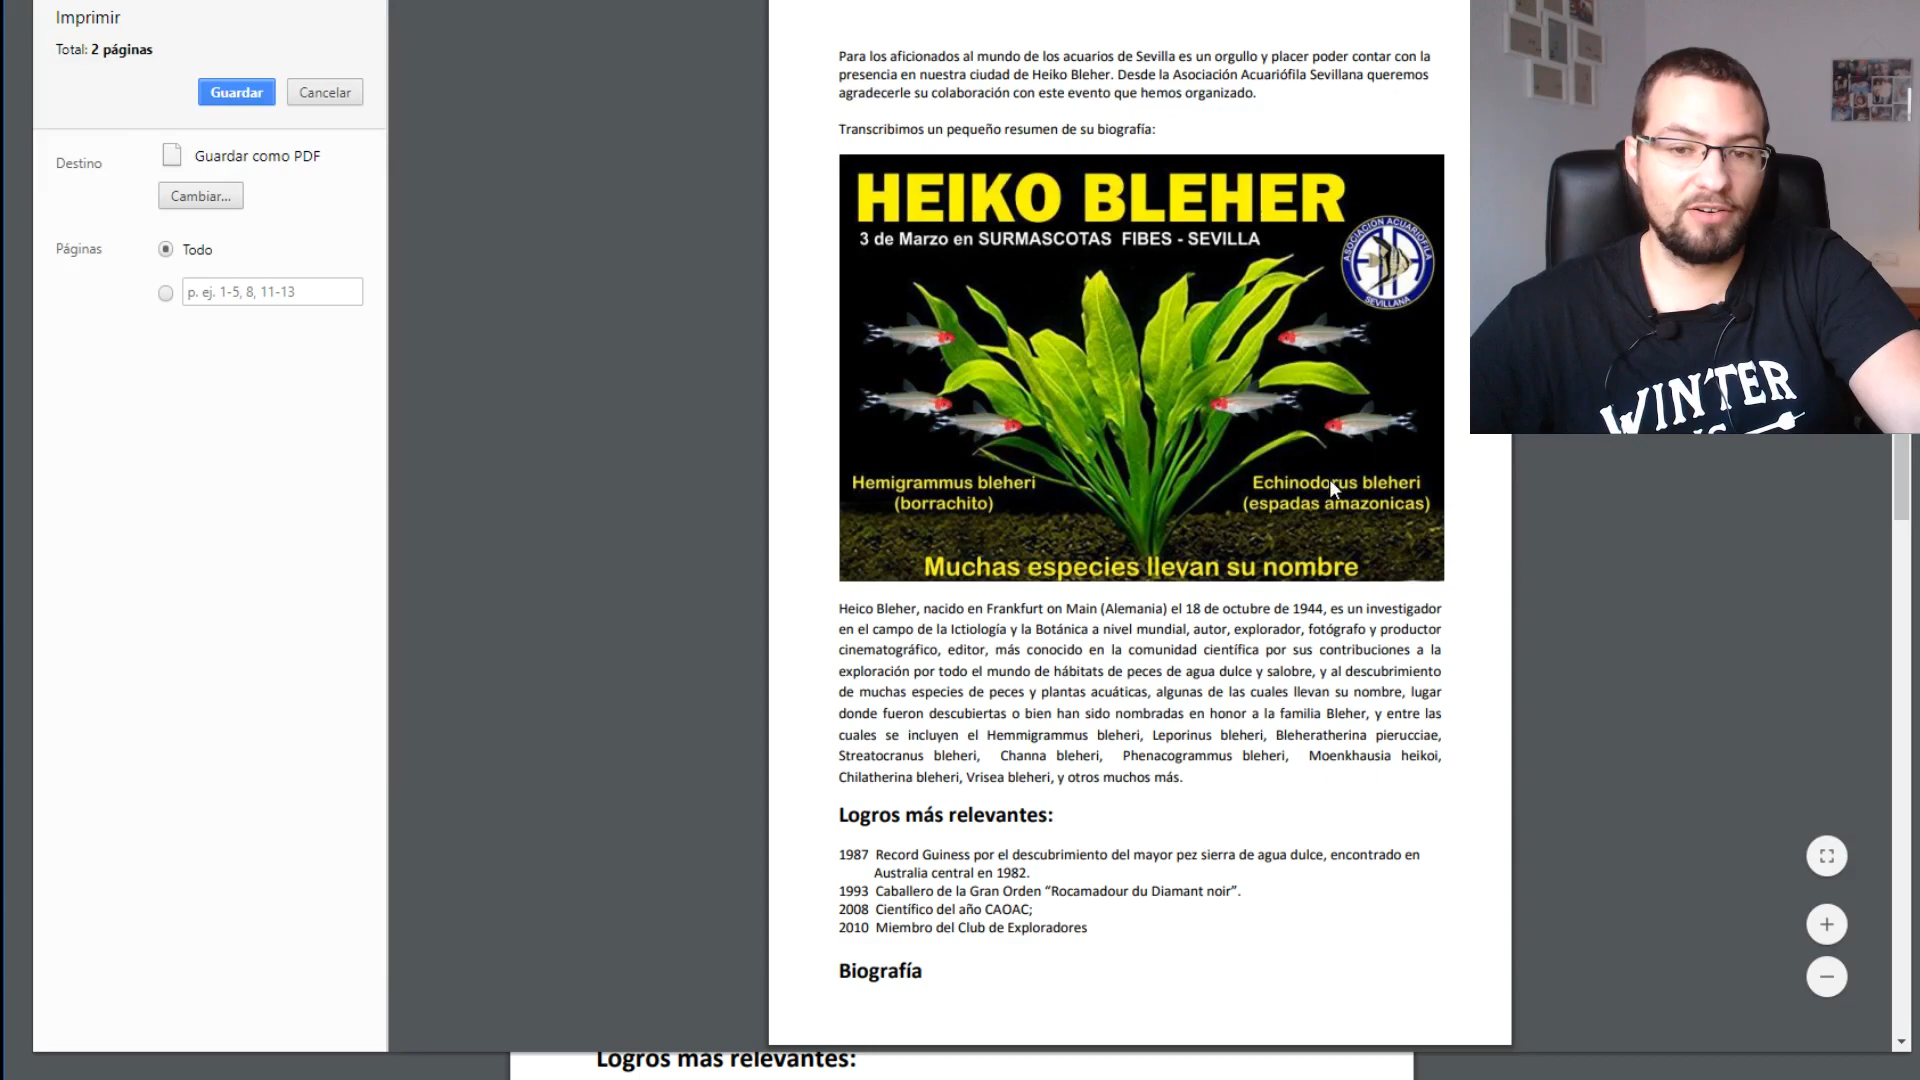 Imprimir
Total: 2 páginas
Guardar
Cancelar
Destino
Guardar como PDF
Cambiar...
Páginas
Todo
p. ej. 1-5, 8, 11-13
Para los aficionados al mundo de los acuarios de Sevilla es un orgullo y placer poder contar con la
presencia en nuestra ciudad de Heiko Bleher. Desde la Asociación Acuariófila Sevillana queremos
agradecerle su colaboración con este evento que hemos organizado.
Transcribimos un pequeño resumen de su biografía:
HEIKO BLEHER
3 de Marzo en SURMASCOTAS FIBES - SEVILLA
ASOCIACION ACUARIOFILA
SEVILLANA
Hemigrammus bleheri
(borrachito)
Echinodorus bleheri
(espadas amazonicas)
Muchas especies llevan su nombre
Heico Bleher, nacido en Frankfurt on Main (Alemania) el 18 de octubre de 1944, es un investigador
en el campo de la Ictiología y la Botánica a nivel mundial, autor, explorador, fotógrafo y productor
cinematográfico, editor, más conocido en la comunidad científica por sus contribuciones a la
exploración por todo el mundo de hábitats de peces de agua dulce y salobre, y al descubrimiento
de muchas especies de peces y plantas acuáticas, algunas de las cuales llevan su nombre, lugar
donde fueron descubiertas o bien han sido nombradas en honor a la familia Bleher, y entre las
cuales se incluyen el Hemmigrammus bleheri, Leporinus bleheri, Bleheratherina pierucciae,
Streatocranus bleheri, Channa bleheri, Phenacogrammus bleheri, Moenkhausia heikoi,
Chilatherina bleheri, Vrisea bleheri, y otros muchos más.
Logros más relevantes:
1987 Record Guiness por el descubrimiento del mayor pez sierra de agua dulce, encontrado en
Australia central en 1982.
1993 Caballero de la Gran Orden “Rocamadour du Diamant noir”.
2008 Científico del año CAOAC;
2010 Miembro del Club de Exploradores
Biografía
Logros más relevantes:
WINTER